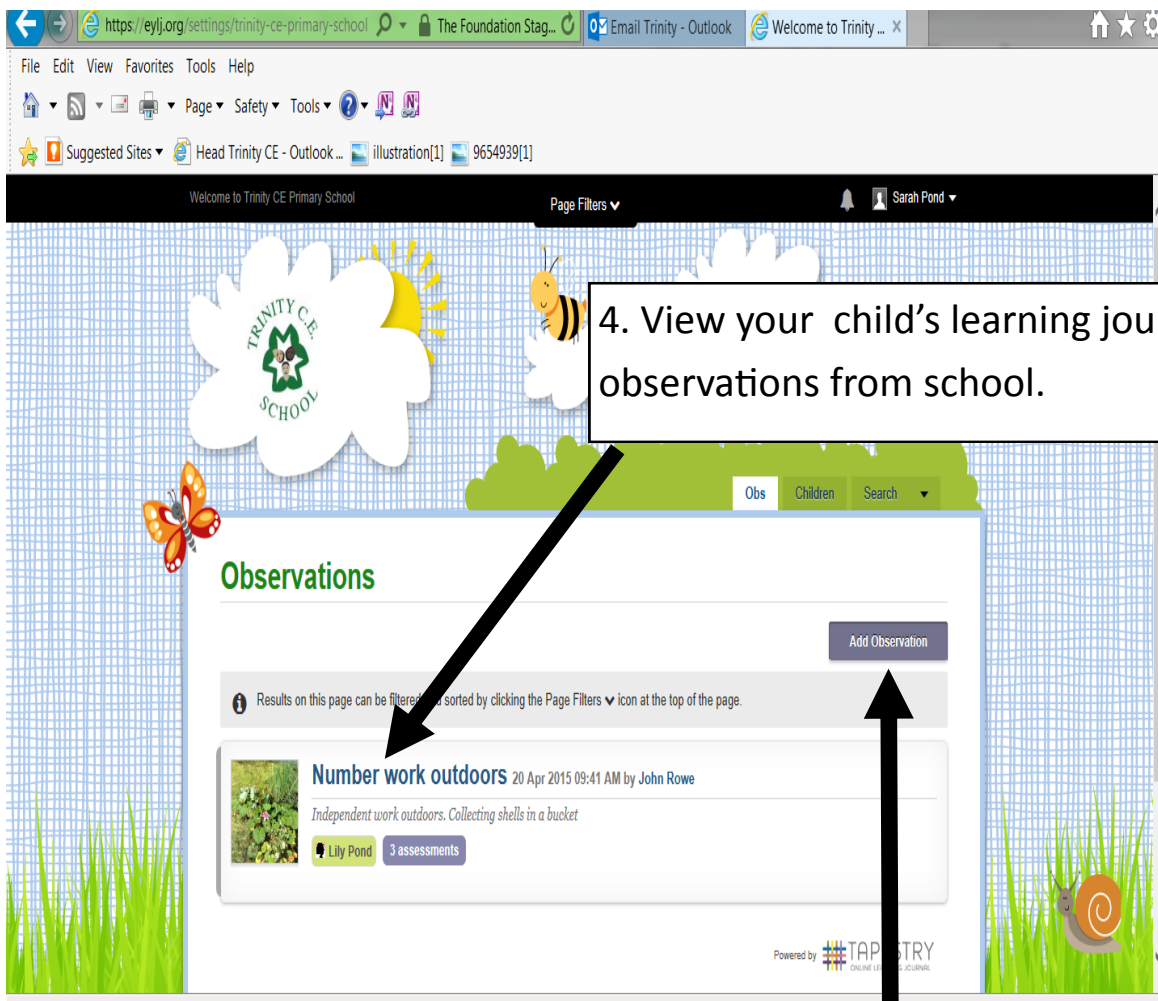 https://eylj.org/settings/trinity-ce-primary-school The Foundation Stag... Email Trinity - Outlook Welcome to Trinity ...
File Edit View Favorites Tools Help
Page Safety Tools
Suggested Sites Head Trinity CE - Outlook ... illustration[1] 9654939[1]
Welcome to Trinity CE Primary School Page Filters Sarah Pond
TRINITY C.E.
SCHOOL
4. View your child's learning jou
observations from school.
Obs Children Search
Observations
Add Observation
Results on this page can be filtered sorted by clicking the Page Filters icon at the top of the page.
Number work outdoors 20 Apr 2015 09:41 AM by John Rowe
Independent work outdoors. Collecting shells in a bucket
Lily Pond 3 assessments
Powered by TAPESTRY
ONLINE LEARNING JOURNAL